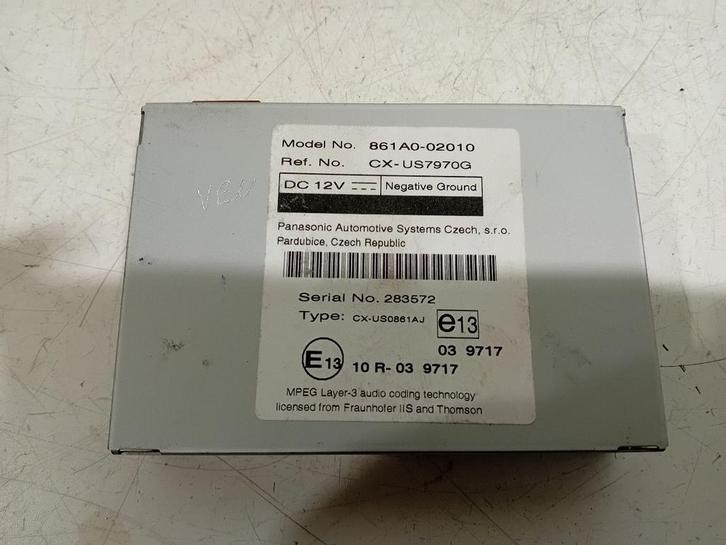 Model No. 861A0-02010
Ref. No. CX-US7970G
DC 12V Negative Ground
Panasonic Automotive Systems Czech, s.r.o.
Pardubice, Czech Republic
Serial No. 283572
Type: CX-US0861AJ e13
03 9717
E13 10 R-03 9717
MPEG Layer-3 audio coding technology
licensed from Fraunhofer IIS and Thomson